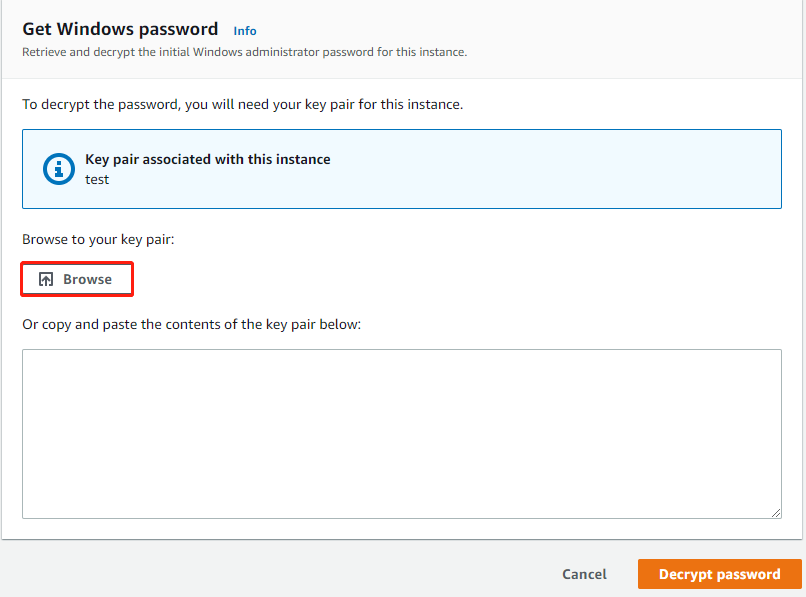 Get Windows password Info
Retrieve and decrypt the initial Windows administrator password for this instance.
To decrypt the password, you will need your key pair for this instance.
Key pair associated with this instance
test
Browse to your key pair:
Browse
Or copy and paste the contents of the key pair below:
Cancel Decrypt password